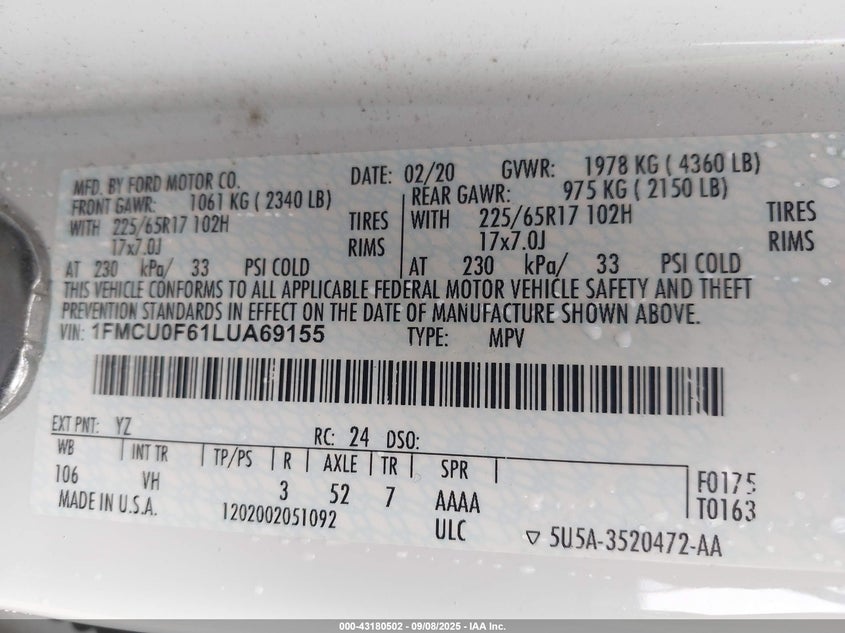 MFD. BY FORD MOTOR CO.
DATE: 02/20 GVWR: 1978 KG ( 4360 LB)
FRONT GAWR: 1061 KG ( 2340 LB)
WITH 225/65R17 102H TIRES
17x7.0J RIMS
AT 230 kPa/ 33 PSI COLD
REAR GAWR: 975 KG ( 2150 LB)
WITH 225/65R17 102H TIRES
17x7.0J RIMS
AT 230 kPa/ 33 PSI COLD
THIS VEHICLE CONFORMS TO ALL APPLICABLE FEDERAL MOTOR VEHICLE SAFETY AND THEFT
PREVENTION STANDARDS IN EFFECT ON THE DATE OF MANUFACTURE SHOWN ABOVE.
VIN: 1FMCU0F61LUA69155 TYPE: MPV
EXT PNT: YZ RC: 24 DSO:
WB INT TR TP/PS R AXLE TR SPR
106 VH 3 52 7 AAAA
F0175
T0163
MADE IN U.S.A. 1202002051092 ULC
▽ 5U5A-3520472-AA
000-43180502 - 09/08/2025 - IAA Inc.